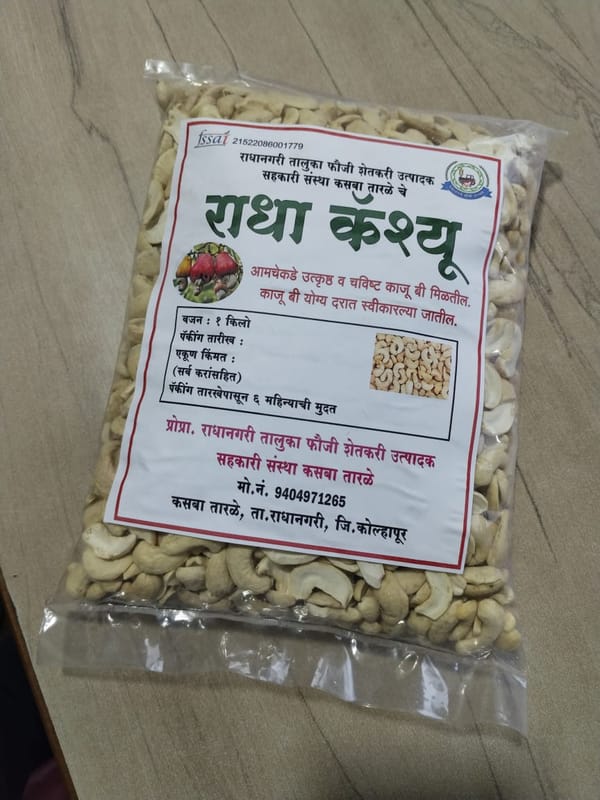 fssai 21522086001779
राधानगरी तालुका फौजी शेतकरी उत्पादक
सहकारी संस्था कसबा तारळे चे
राधा कॅश्यू
आमचेकडे उत्कृष्ठ व चविष्ट काजू बी मिळतील.
काजू बी योग्य दरात स्वीकारल्या जातील.
वजन : १ किलो
पॅकींग तारीख :
एकूण किंमत :
(सर्व करांसहित)
पॅकींग तारखेपासून ६ महिन्याची मुदत
प्रोप्रा. राधानगरी तालुका फौजी शेतकरी उत्पादक
सहकारी संस्था कसबा तारळे
मो.नं. 9404971265
कसबा तारळे, ता.राधानगरी, जि.कोल्हापूर